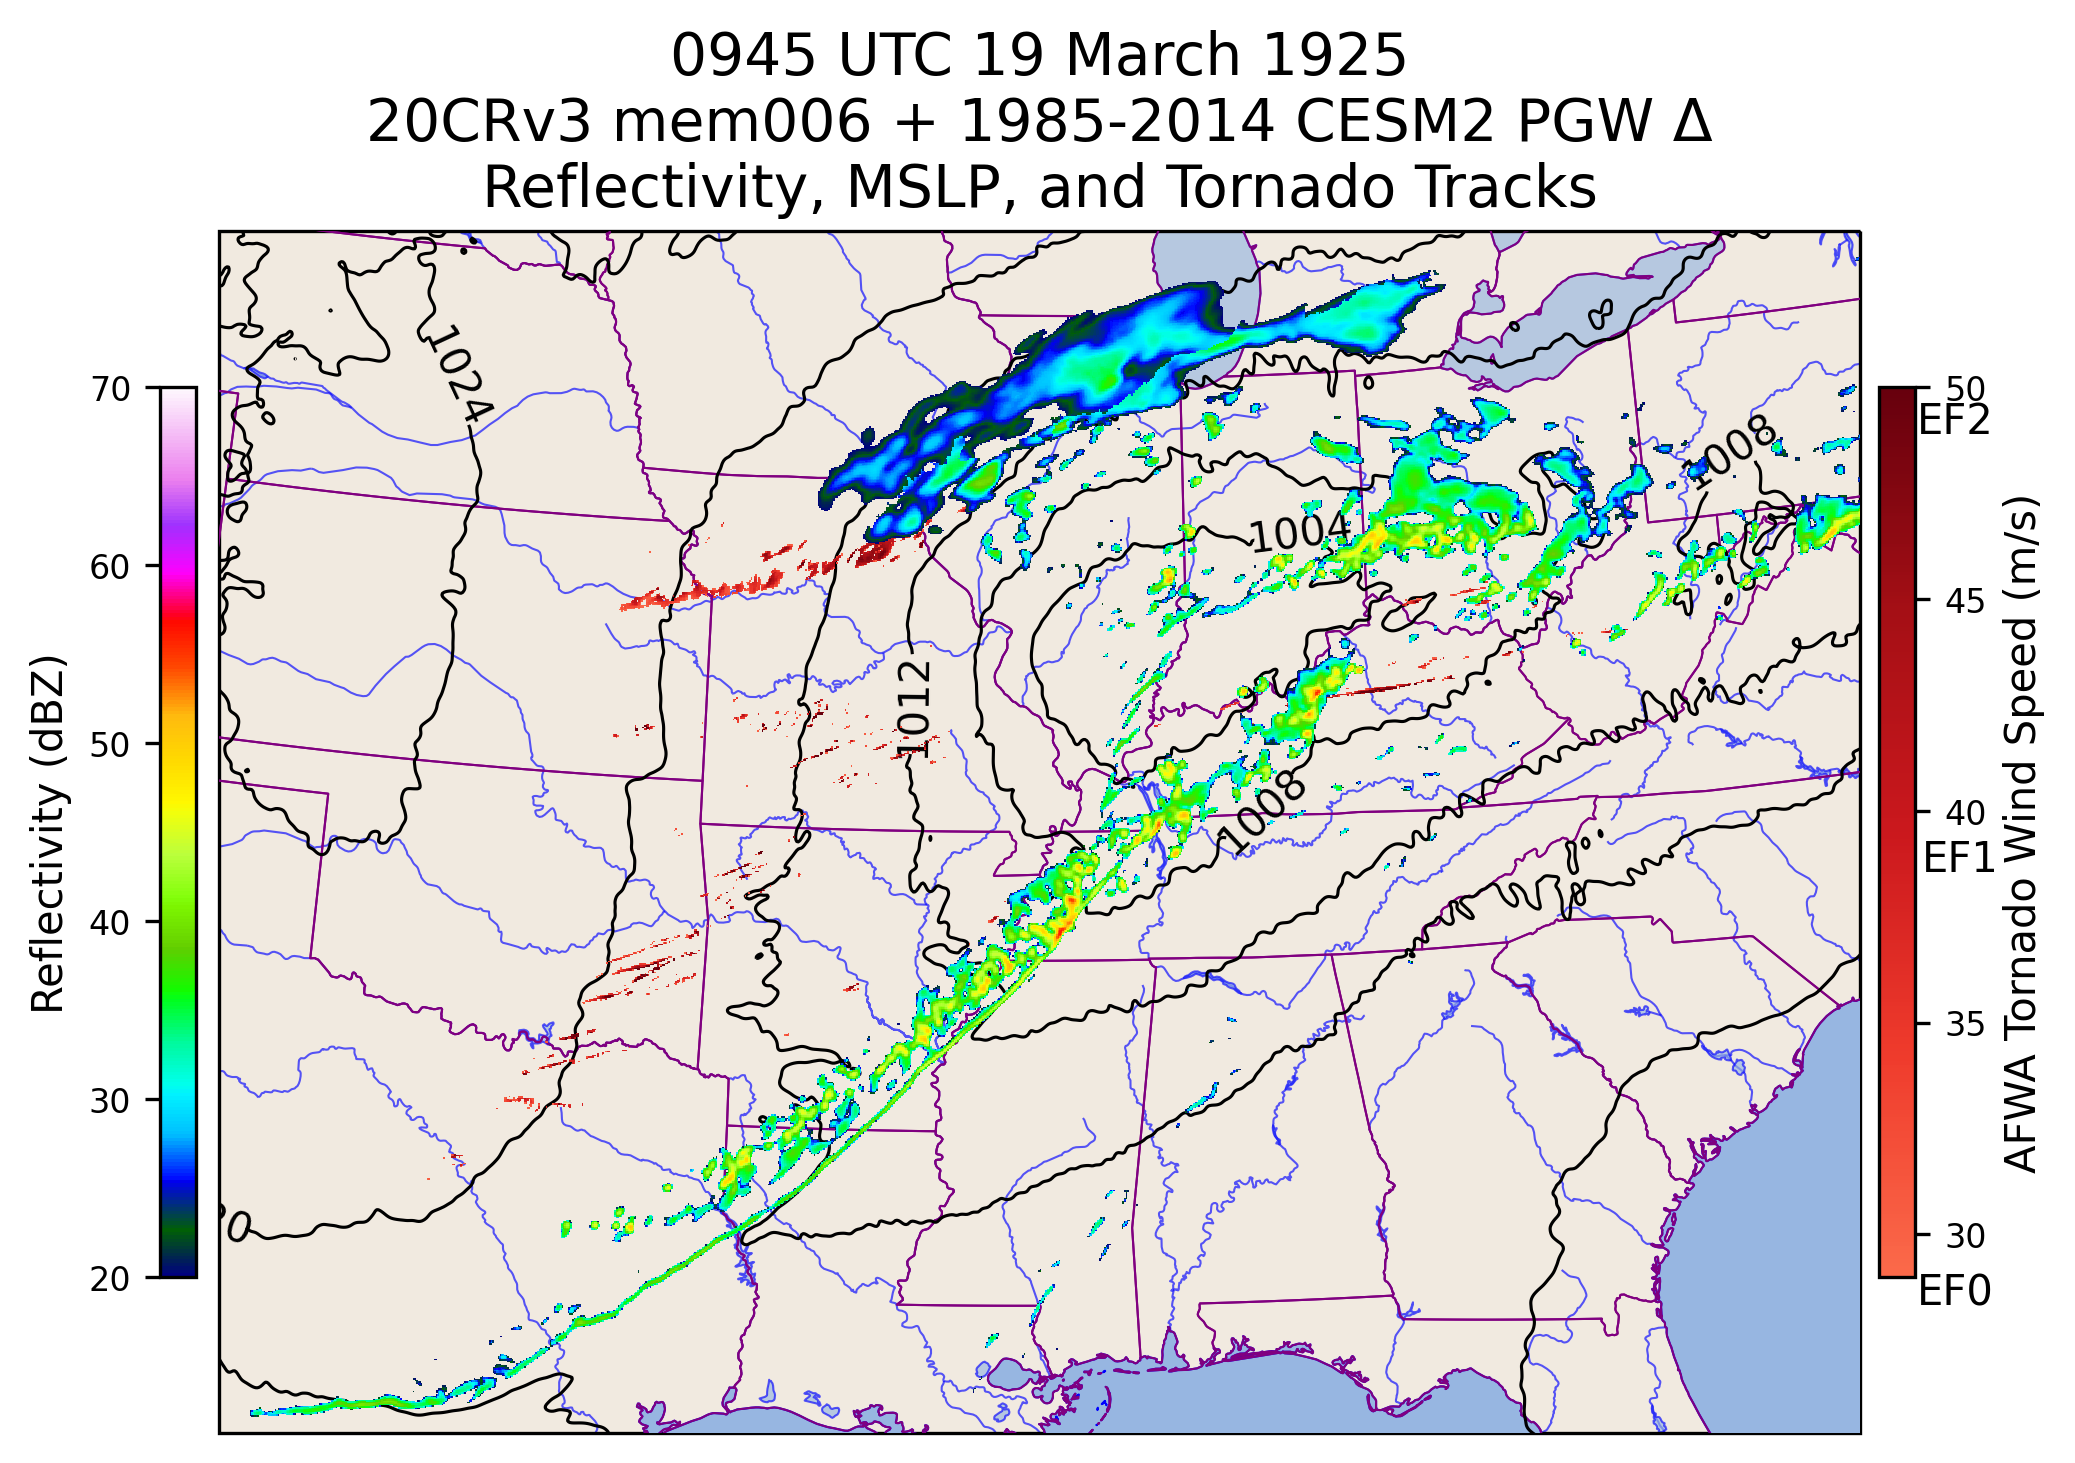 0945 UTC 19 March 1925
20CRv3 mem006 + 1985-2014 CESM2 PGW Δ
Reflectivity, MSLP, and Tornado Tracks
Reflectivity (dBZ)
70
60
50
40
30
20
1024
1008
1004
1012
1008
0
50
EF2
45
40
EF1
35
30
EF0
AFWA Tornado Wind Speed (m/s)